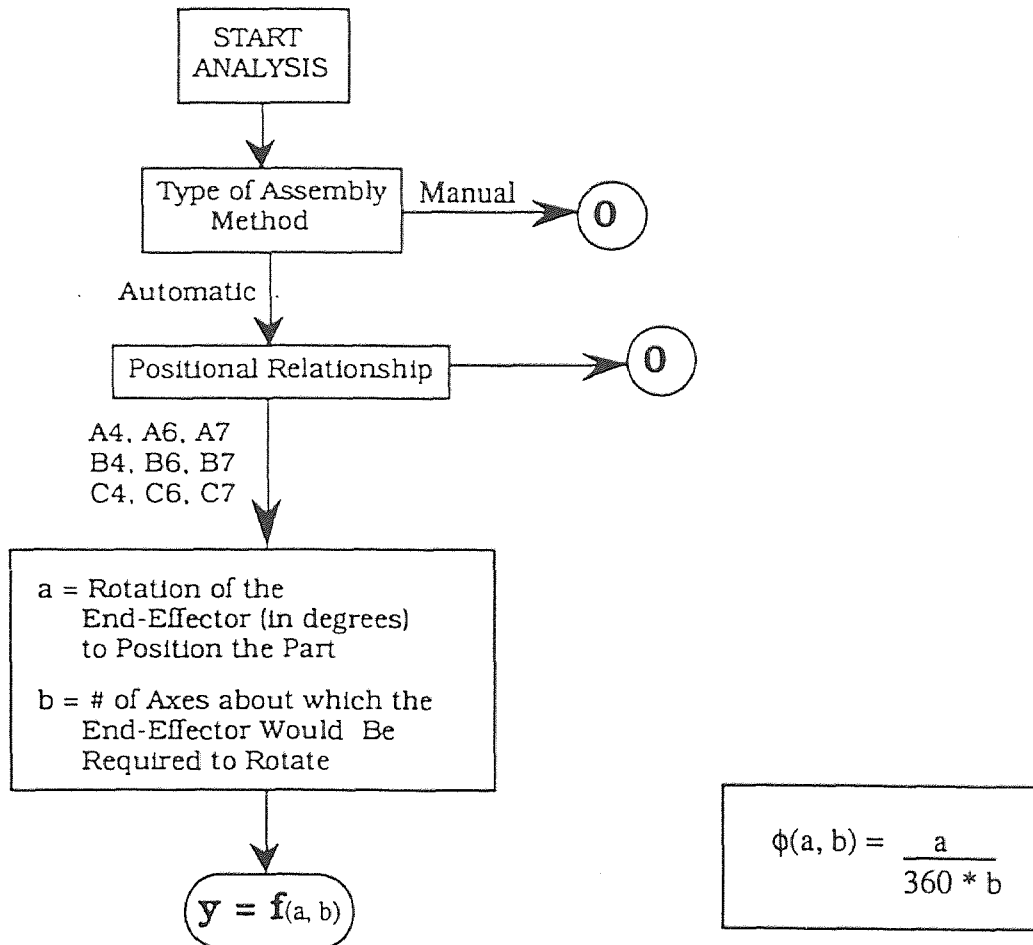 START
ANALYSIS
Type of Assembly
Method
Manual
0
Automatic
Positional Relationship
0
A4, A6, A7
B4, B6, B7
C4, C6, C7
a = Rotation of the
End-Effector (in degrees)
to Position the Part
b = # of Axes about which the
End-Effector Would Be
Required to Rotate
y = f(a, b)
ϕ(a, b) = a
360 * b